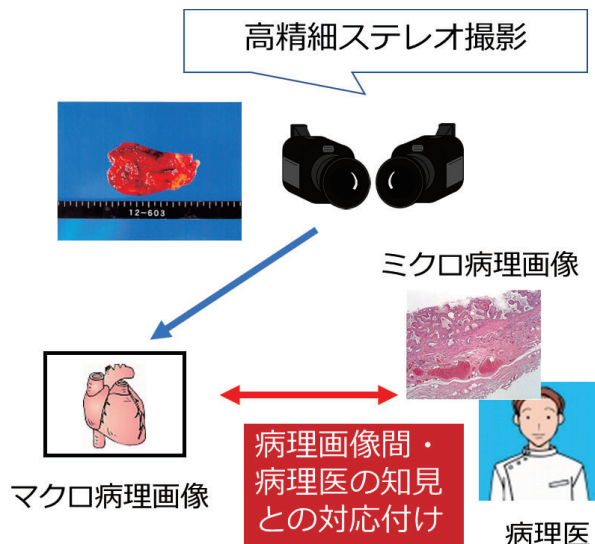 高精細ステレオ撮影
12-603
ミクロ病理画像
マクロ病理画像
病理画像間・
病理医の知見
との対応付け
病理医